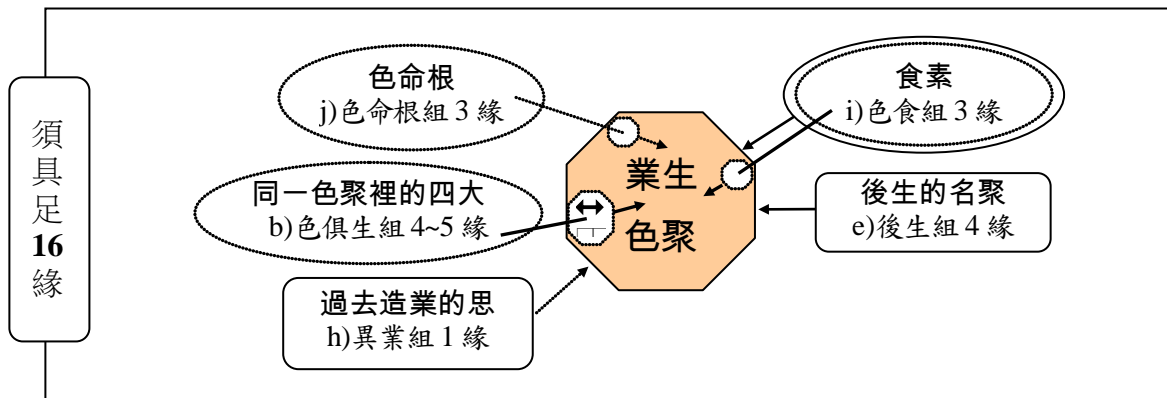 須
具
足
16
緣
色命根
j)色命根組 3 緣
食素
i)色食組 3 緣
同一色聚裡的四大
b)色俱生組 4~5 緣
業生
色聚
後生的名聚
e)後生組 4 緣
過去造業的思
h)異業組 1 緣